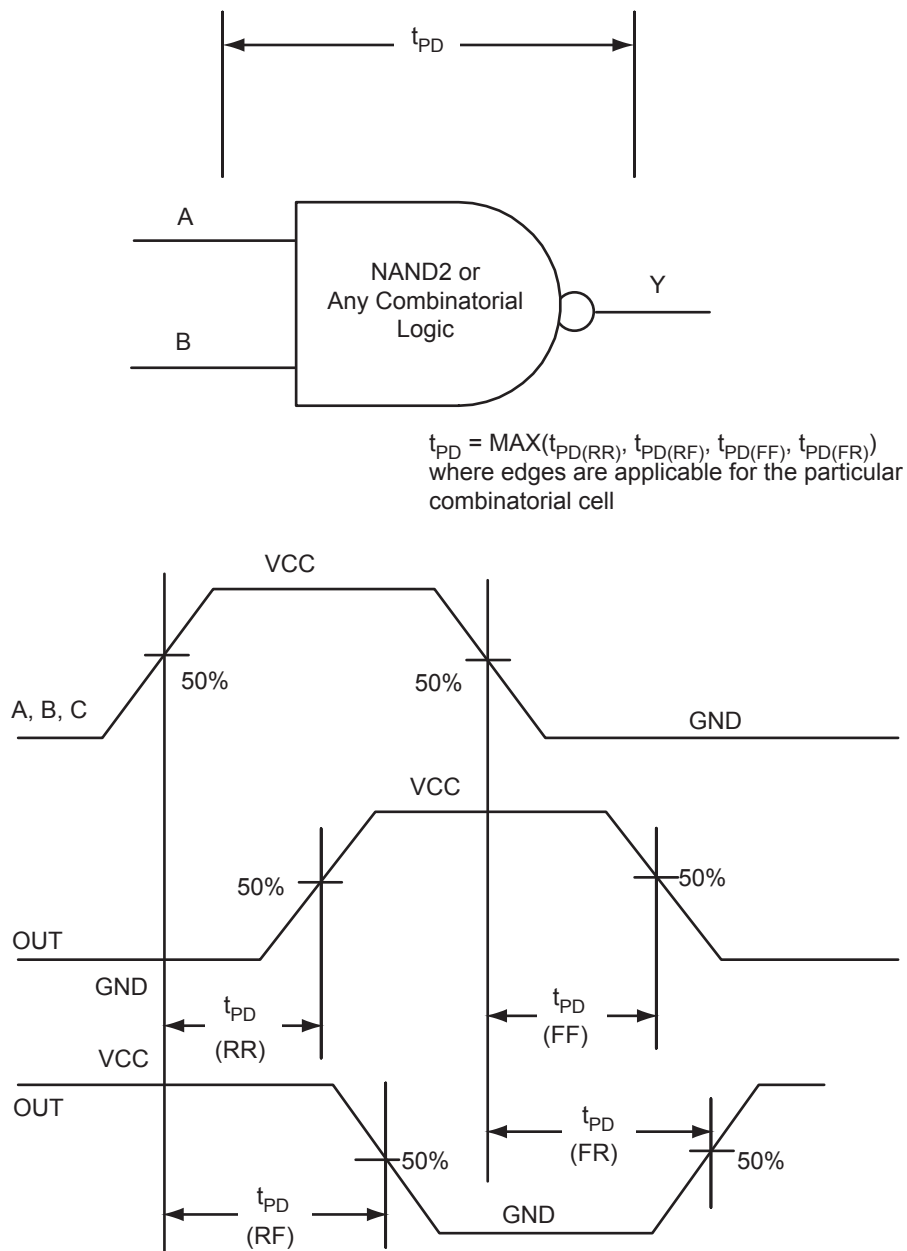 tPD
A
NAND2 or
Any Combinatorial
Logic
Y
B
tPD = MAX(tPD(RR), tPD(RF), tPD(FF), tPD(FR))
where edges are applicable for the particular
combinatorial cell
VCC
50%
50%
A, B, C
GND
VCC
50%
50%
OUT
GND
tPD
(RR)
tPD
(FF)
VCC
OUT
tPD
(FR)
50%
50%
tPD
(RF)
GND